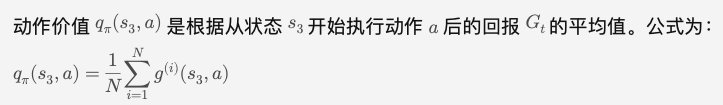 动作价值 qπ(s3, a) 是根据从状态 s3 开始执行动作 a 后的回报 Gt 的平均值。公式为：
qπ(s3, a) = 1/N ∑_{i=1}^{N} g^(i)(s3, a)